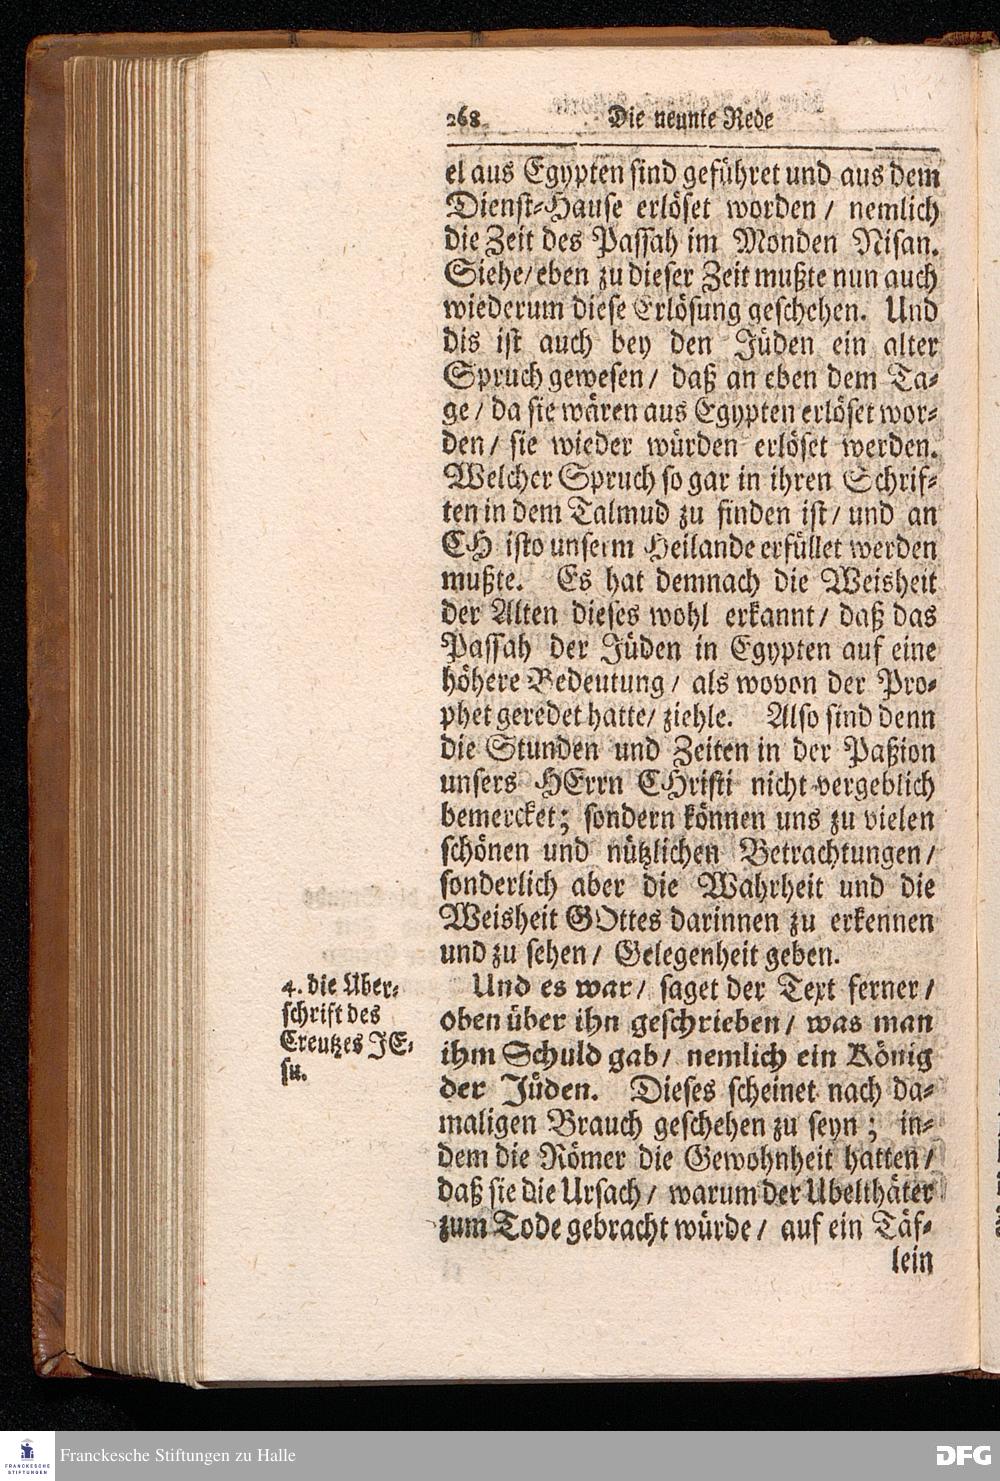 268 Die neunte Rede
el aus Egypten sind geführet und aus dem
Dienst-Hause erlöset worden / nemlich
die Zeit des Passah im Monden Nisan.
Siehe/ eben zu dieser Zeit mußte nun auch
wiederum diese Erlösung geschehen. Und
dis ist auch bey den Jüden ein alter
Spruch gewesen / daß an eben dem Ta-
ge / da sie wären aus Egypten erlöset wor-
den / sie wieder würden erlöset werden.
Welcher Spruch so gar in ihren Schrif-
ten in dem Talmud zu finden ist / und an
CH isto unserm Heilande erfüllet werden
mußte. Es hat demnach die Weisheit
der Alten dieses wohl erkannt / daß das
Passah der Jüden in Egypten auf eine
höhere Bedeutung / als wovon der Pro-
phet geredet hatte/ ziehle. Also sind denn
die Stunden und Zeiten in der Paßion
unsers HErrn CHristi nicht vergeblich
bemercket; sondern können uns zu vielen
schönen und nützlichen Betrachtungen /
sonderlich aber die Wahrheit und die
Weisheit GOttes darinnen zu erkennen
und zu sehen / Gelegenheit geben.
4. die Uber-
schrift des
Creutzes JE-
su.
Und es war / saget der Text ferner /
oben über ihn geschrieben / was man
ihm Schuld gab / nemlich ein König
der Jüden. Dieses scheinet nach da-
maligen Brauch geschehen zu seyn; in-
dem die Römer die Gewohnheit hatten /
daß sie die Ursach / warum der Ubelthäter
zum Tode gebracht würde / auf ein Täf-
lein
FRANCKESCHE
STIFTUNGEN
Franckesche Stiftungen zu Halle
DFG